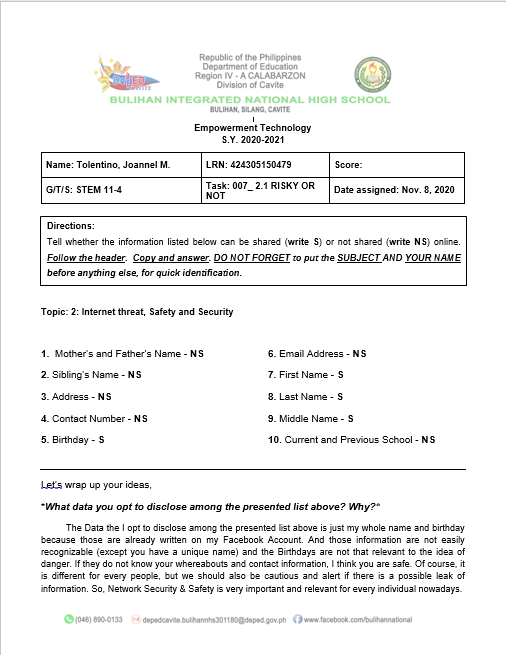 Republic of the Philippines
Department of Education
Region IV - A CALABARZON
Division of Cavite
BULIHAN INTEGRATED NATIONAL HIGH SCHOOL
BULIHAN, SILANG, CAVITE
Empowerment Technology
S.Y. 2020-2021
Name: Tolentino, Joannel M.
LRN: 424305150479
Score:
G/T/S: STEM 11-4
Task: 007_ 2.1 RISKY OR
NOT
Date assigned: Nov. 8, 2020
Directions:
Tell whether the information listed below can be shared (write S) or not shared (write NS) online.
Follow the header. Copy and answer. DO NOT FORGET to put the SUBJECT AND YOUR NAME
before anything else, for quick identification.
Topic: 2: Internet threat, Safety and Security
1. Mother's and Father's Name - NS
2. Sibling's Name - NS
3. Address - NS
4. Contact Number - NS
5. Birthday - S
6. Email Address - NS
7. First Name - S
8. Last Name - S
9. Middle Name - S
10. Current and Previous School - NS
Let's wrap up your ideas,
*What data you opt to disclose among the presented list above? Why?*
The Data the I opt to disclose among the presented list above is just my whole name and birthday
because those are already written on my Facebook Account. And those information are not easily
recognizable (except you have a unique name) and the Birthdays are not that relevant to the idea of
danger. If they do not know your whereabouts and contact information, I think you are safe. Of course, it
is different for every people, but we should also be cautious and alert if there is a possible leak of
information. So, Network Security & Safety is very important and relevant for every individual nowadays.
(046) 890-0133
depedcavite.bulihannhs301180@deped.gov.ph
www.facebook.com/bulihannational